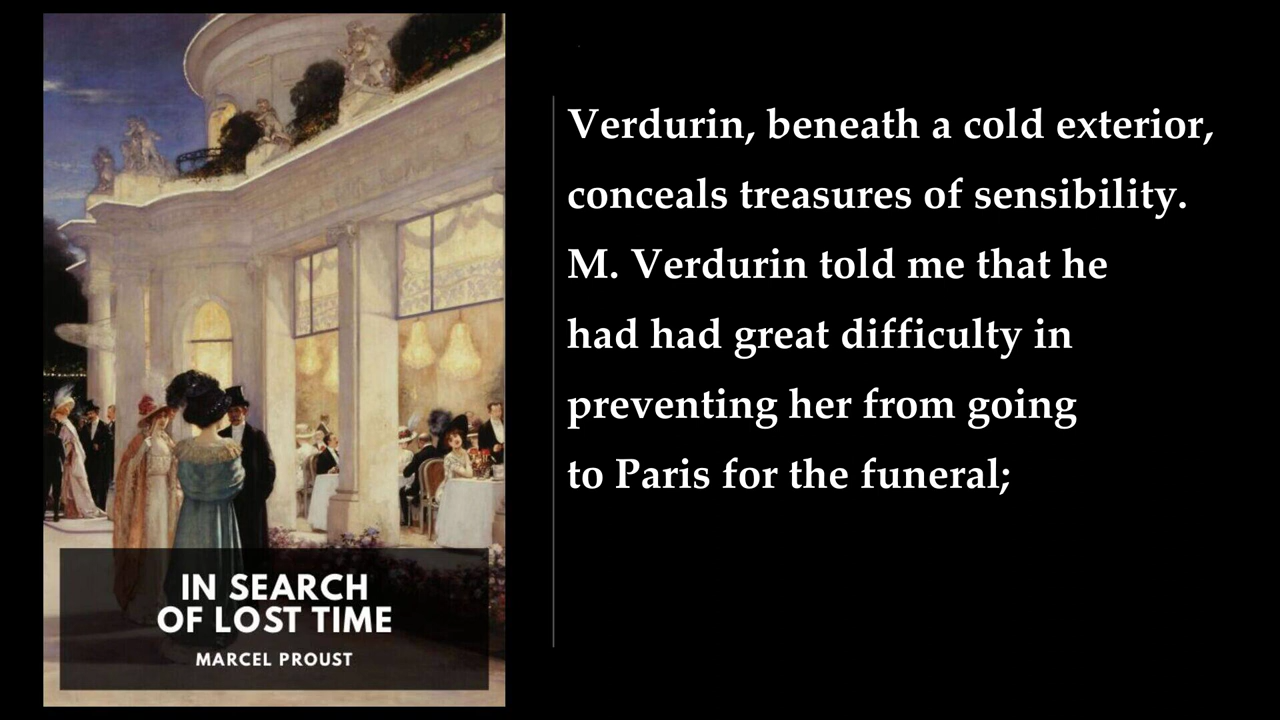 Verdurin, beneath a cold exterior,
conceals treasures of sensibility.
M. Verdurin told me that he
had had great difficulty in
preventing her from going
to Paris for the funeral;
IN SEARCH
OF LOST TIME
MARCEL PROUST